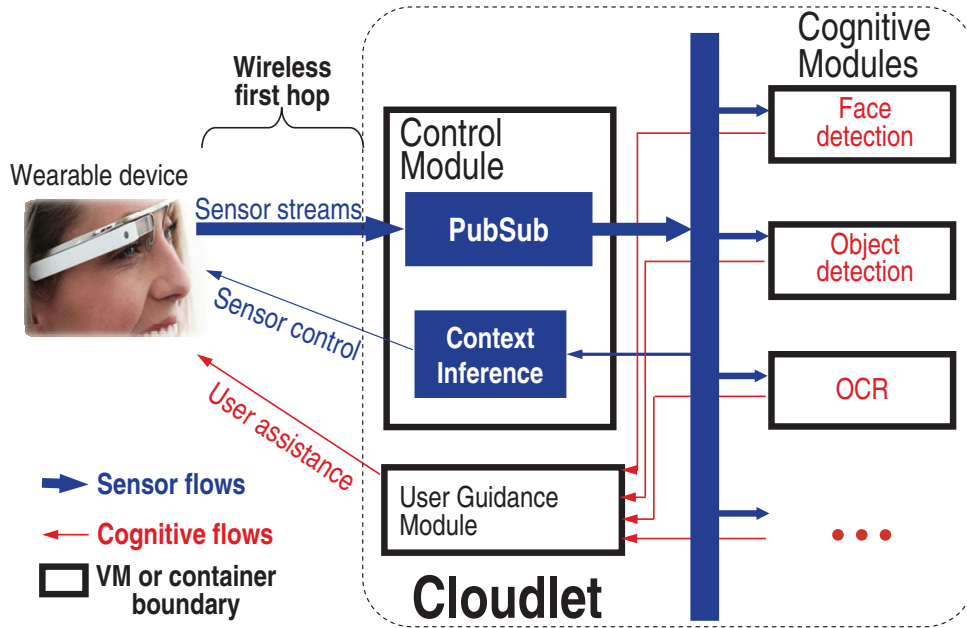 Wireless
first hop
Cognitive
Modules
Control
Module
Face
detection
Wearable device
Sensor streams
PubSub
Object
detection
Sensor control
Context
Inference
OCR
User assistance
User Guidance
Module
Sensor flows
Cognitive flows
VM or container
boundary
Cloudlet